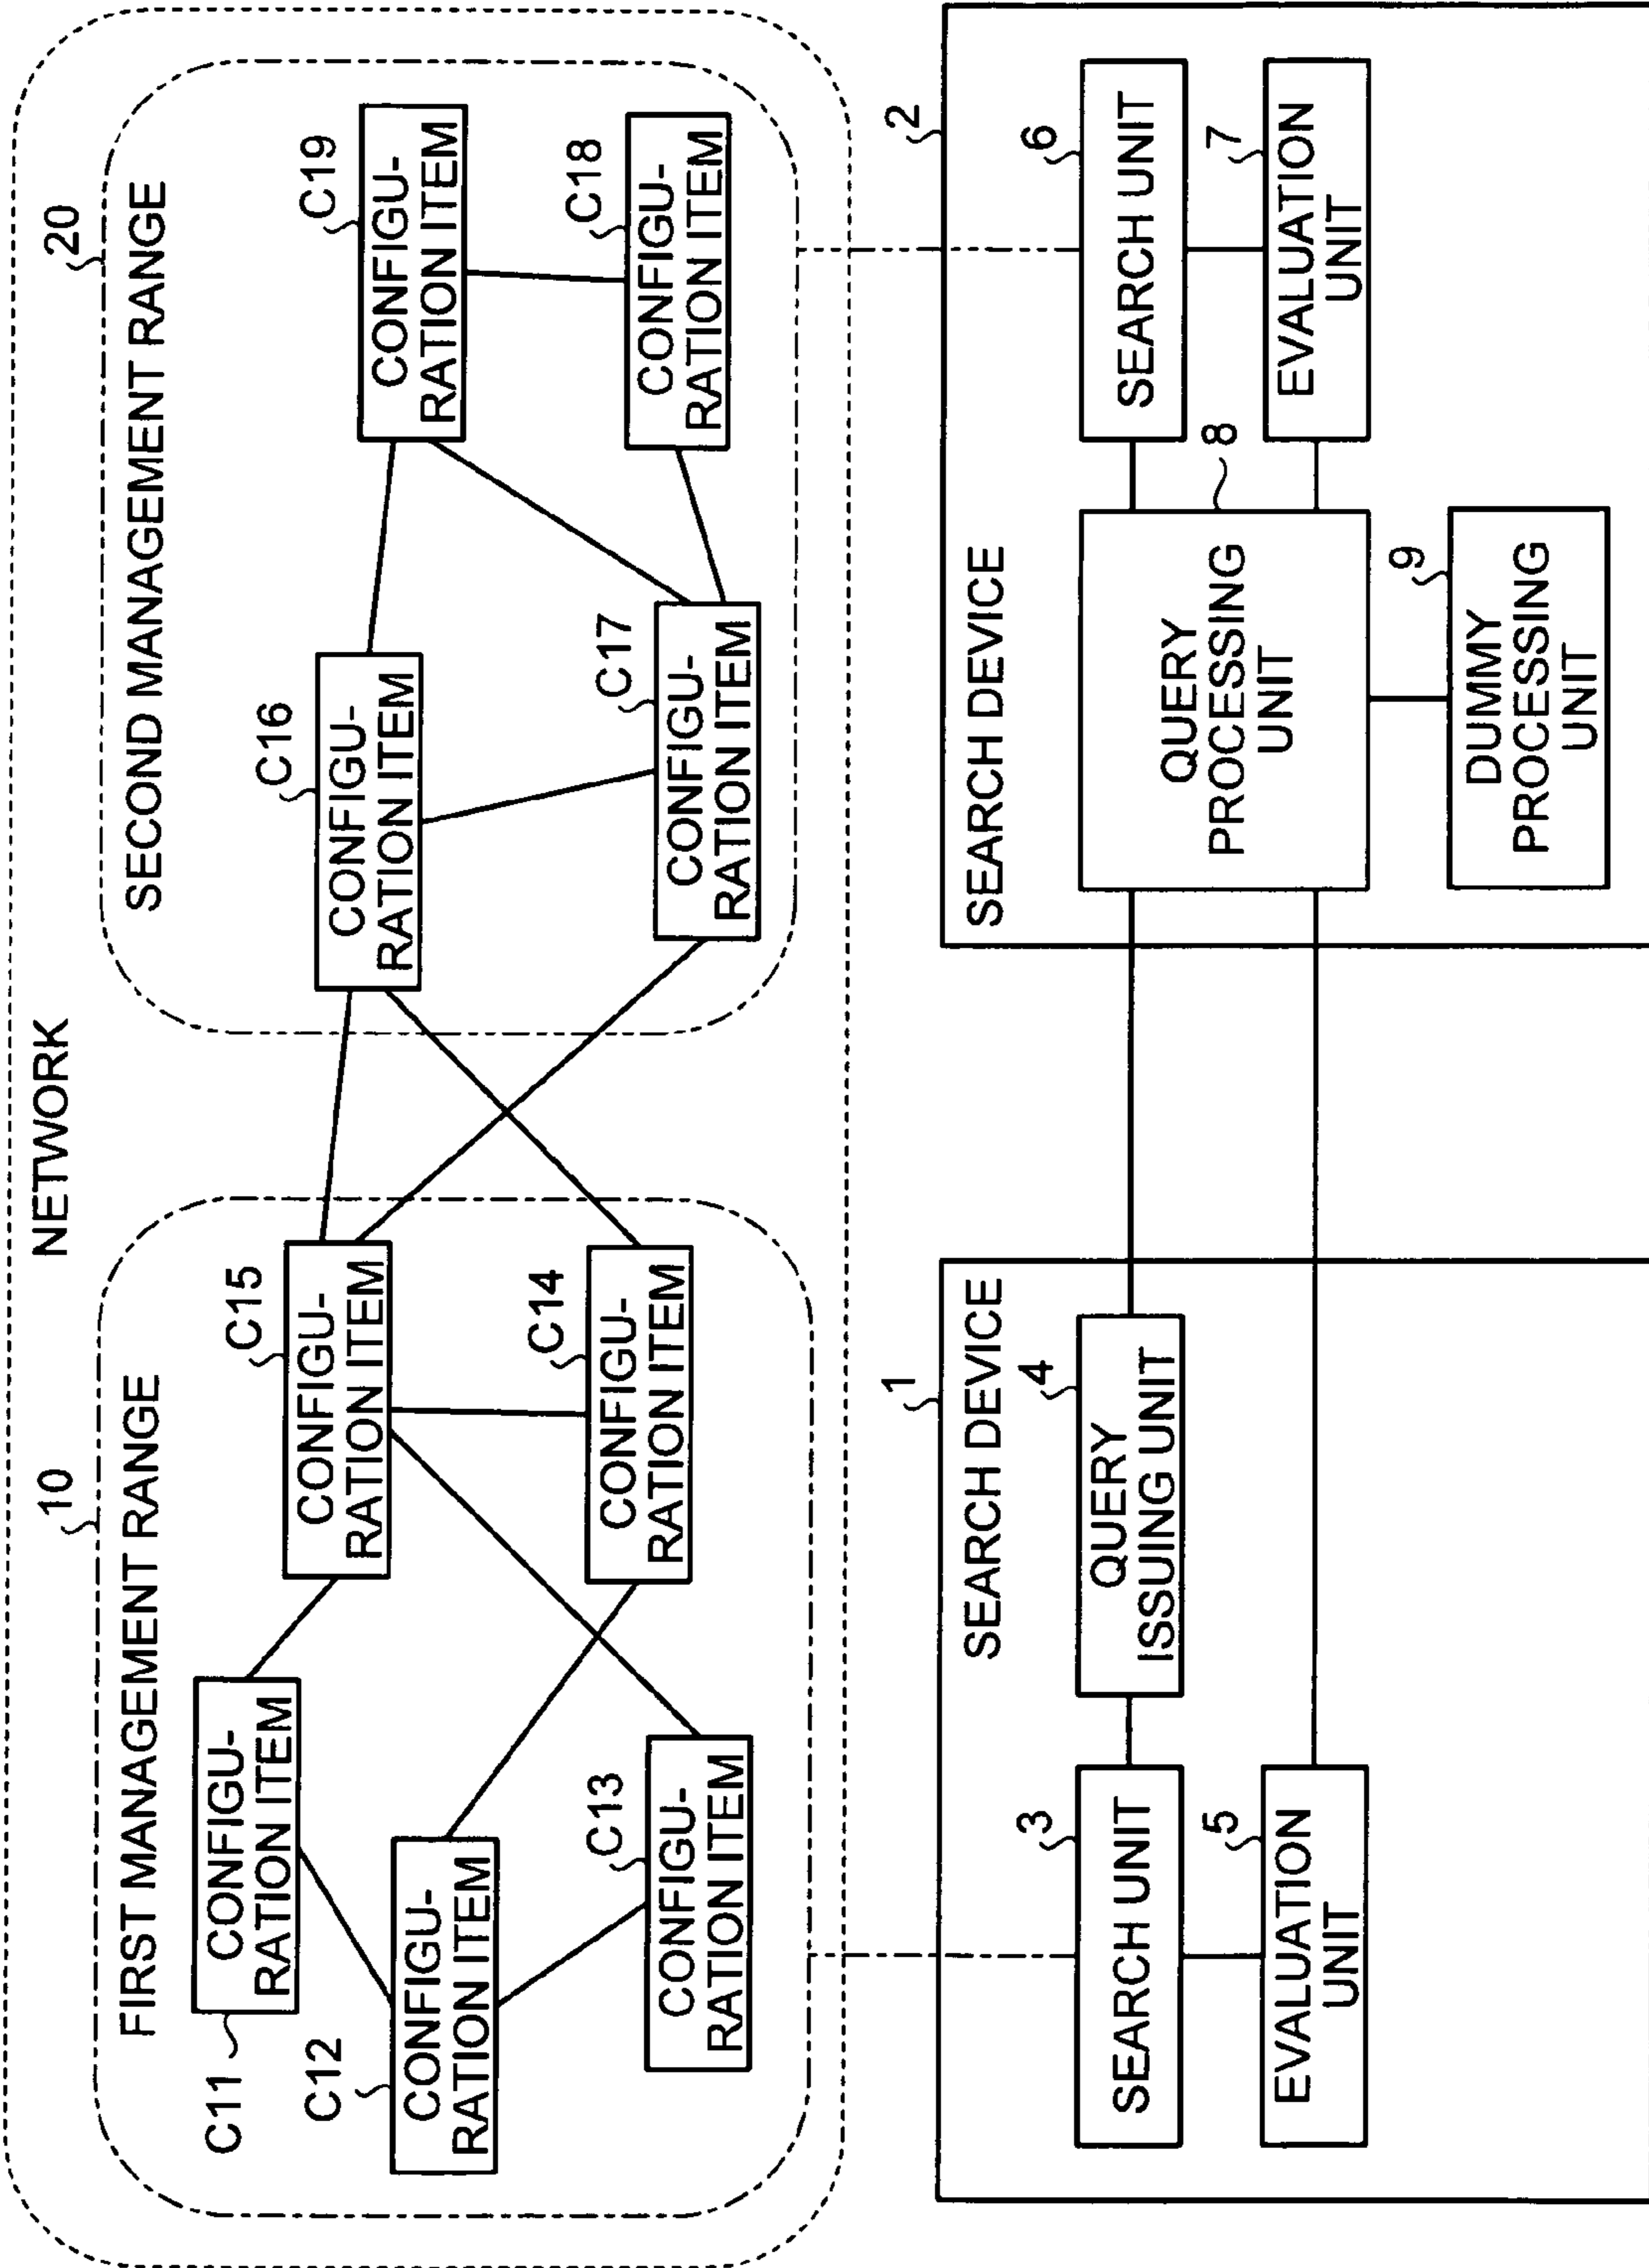 NETWORK
10
FIRST MANAGEMENT RANGE
C11
CONFIGU-
RATION ITEM
C12
CONFIGU-
RATION ITEM
C13
CONFIGU-
RATION ITEM
C15
CONFIGU-
RATION ITEM
C14
CONFIGU-
RATION ITEM
20
SECOND MANAGEMENT RANGE
C16
CONFIGU-
RATION ITEM
C17
CONFIGU-
RATION ITEM
C19
CONFIGU-
RATION ITEM
C18
CONFIGU-
RATION ITEM
1
SEARCH DEVICE
3
SEARCH UNIT
4
QUERY
ISSUING UNIT
5
EVALUATION
UNIT
2
SEARCH DEVICE
QUERY
PROCESSING
UNIT
8
6
SEARCH UNIT
7
EVALUATION
UNIT
9
DUMMY
PROCESSING
UNIT